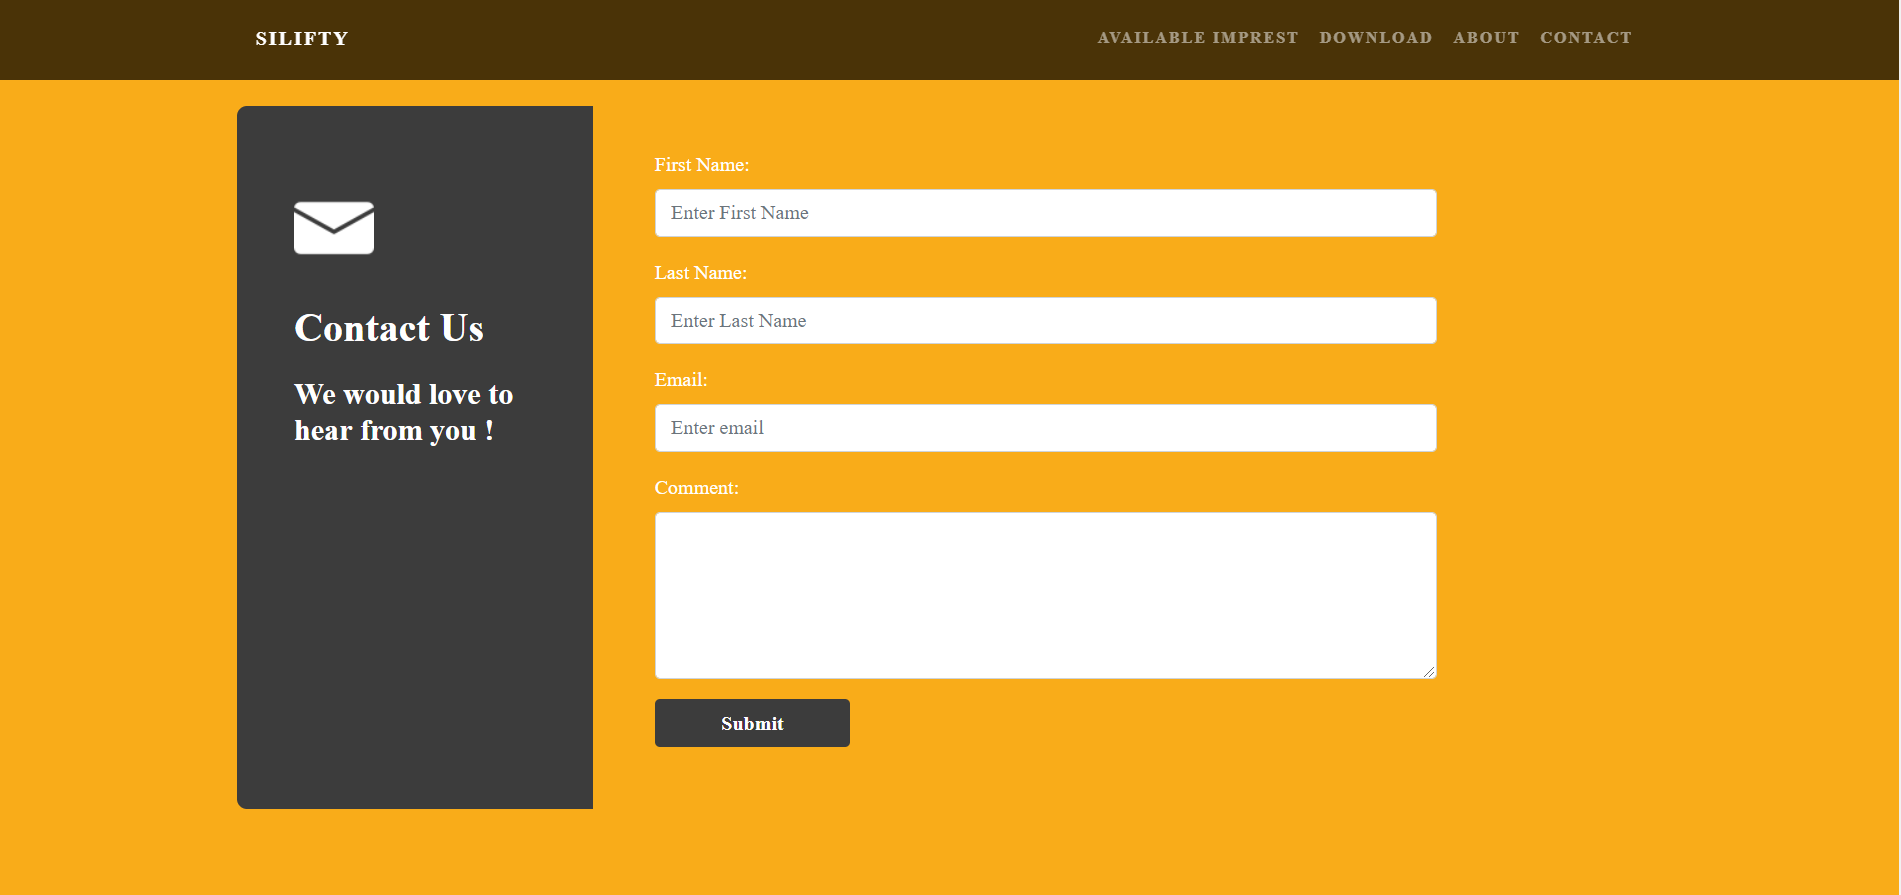 SILIFTY
AVAILABLE IMPREST DOWNLOAD ABOUT CONTACT
Contact Us
We would love to
hear from you !
First Name:
Enter First Name
Last Name:
Enter Last Name
Email:
Enter email
Comment:
Submit